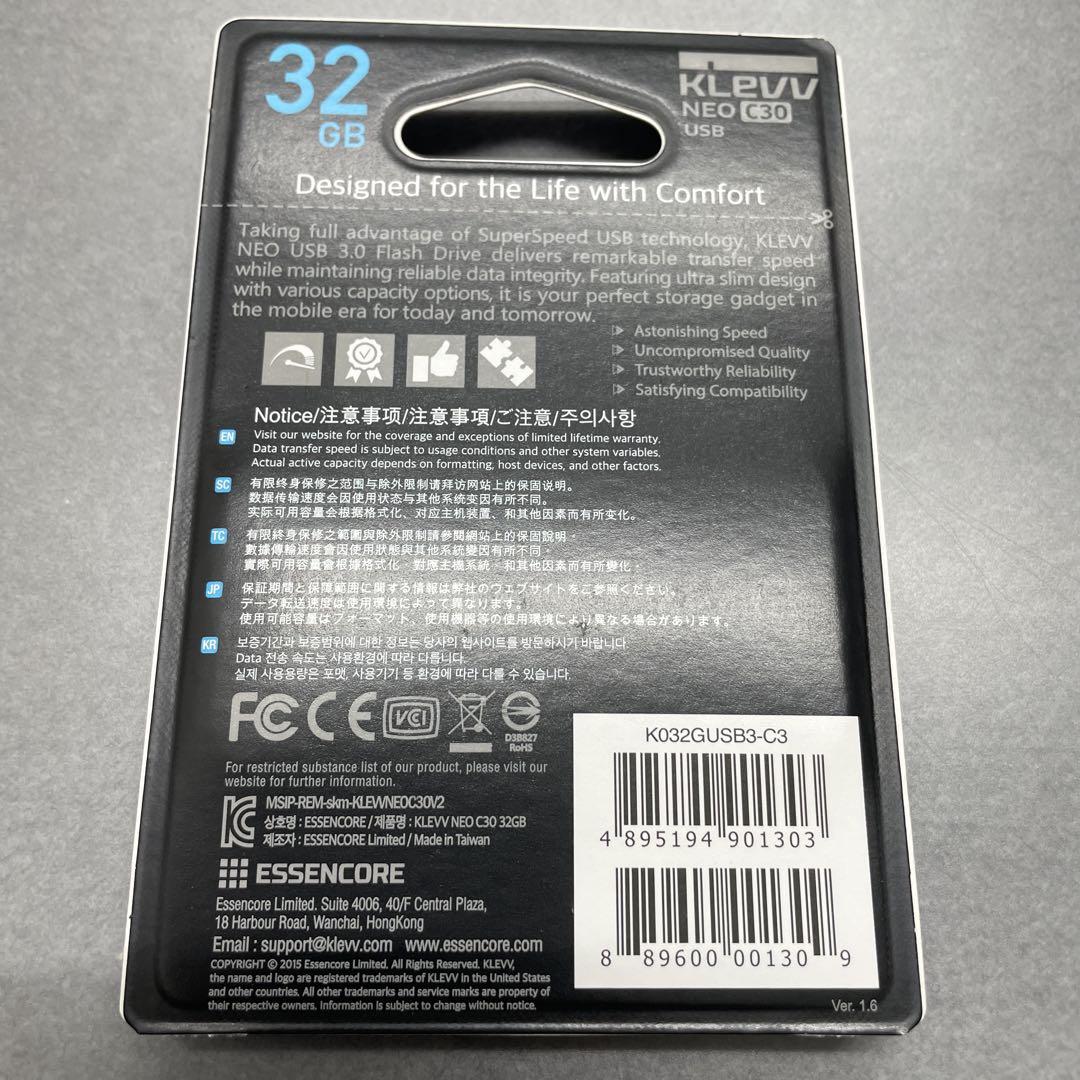 32
GB
KLEVV
NEO C30
USB
Designed for the Life with Comfort
Taking full advantage of SuperSpeed USB technology, KLEVV
NEO USB 3.0 Flash Drive delivers remarkable transfer speed
while maintaining reliable data integrity. Featuring ultra slim design
with various capacity options, it is your perfect storage gadget in
the mobile era for today and tomorrow.
Astonishing Speed
Uncompromised Quality
Trustworthy Reliability
Satisfying Compatibility
Notice/注意事项/注意事項/ご注意/주의사항
EN Visit our website for the coverage and exceptions of limited lifetime warranty.
Data transfer speed is subject to usage conditions and other system variables.
Actual active capacity depends on formatting, host devices, and other factors.
SC 有限终身保修之范围与除外限制请拜访网站上的保固说明。
数据传输速度会因使用状态与其他系统变因有所不同。
实际可用容量会根据格式化、对应主机装置、和其他因素而有所变化。
TC 有限終身保修之範圍與除外限制請參閱網站上的保固說明。
數據傳輸速度會因使用狀態與其他系統變因有所不同。
實際可用容量會根據格式化、對應主機系統、和其他因素而有所變化。
JP 保証期間と保障範囲に関する情報は弊社のウェブサイトをご参照ください。
データ転送速度は使用環境によって異なります。
使用可能容量はフォーマット、使用機器等の使用環境により異なる場合があります。
KR 보증기간과 보증범위에 대한 정보는 당사의 웹사이트를 방문하시기 바랍니다.
Data 전송 속도는 사용환경에 따라 다릅니다.
실제 사용용량은 포맷, 사용기기 등 환경에 따라 다를 수 있습니다.
FC CE VCI
D3B827
RoHS
For restricted substance list of our product, please visit our
website for further information.
MSIP-REM-skm-KLEVVNEOC30V2
상호명 : ESSENCORE / 제품명 : KLEVV NEO C30 32GB
제조자 : ESSENCORE Limited / Made in Taiwan
ESSENCORE
Essencore Limited. Suite 4006, 40/F Central Plaza,
18 Harbour Road, Wanchai, HongKong
Email : support@klevv.com www.essencore.com
COPYRIGHT © 2015 Essencore Limited. All Rights Reserved. KLEVV,
the name and logo are registered trademarks of KLEVV in the United States
and other countries. All other trademarks and service marks are property of
their respective owners. Information is subject to change without notice.
K032GUSB3-C3
4 895194 901303
8 89600 00130 9
Ver. 1.6